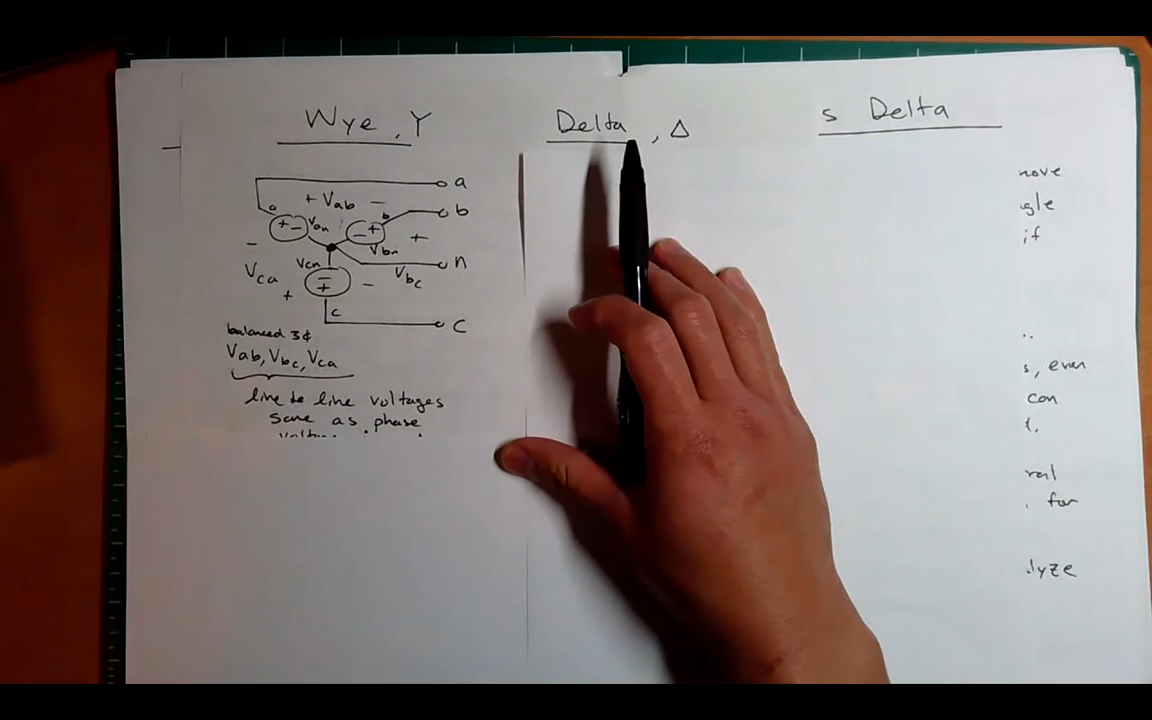 Wye, Y
Delta, Δ
s Delta
a
+ Vab −
a
b
b
+ −
Van
− +
Vbn
+
−
n
Vcn
Vbc
Vca
− +
−
+
c
c
balanced 3ϕ
Vab, Vbc, Vca
line to line voltages
same as phase
nove
gle
if
..
s, even
can
t.
ral
. for
lyze